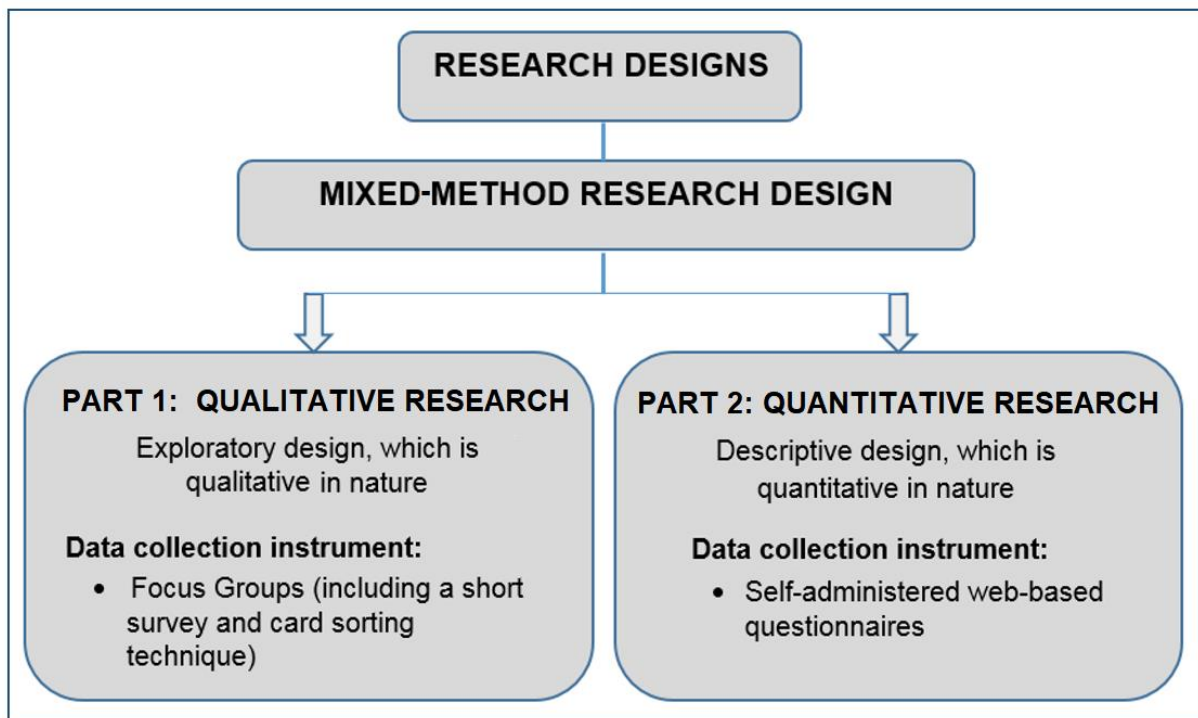 RESEARCH DESIGNS
MIXED-METHOD RESEARCH DESIGN
PART 1: QUALITATIVE RESEARCH
Exploratory design, which is
qualitative in nature
Data collection instrument:
• Focus Groups (including a short
survey and card sorting
technique)
PART 2: QUANTITATIVE RESEARCH
Descriptive design, which is
quantitative in nature
Data collection instrument:
• Self-administered web-based
questionnaires